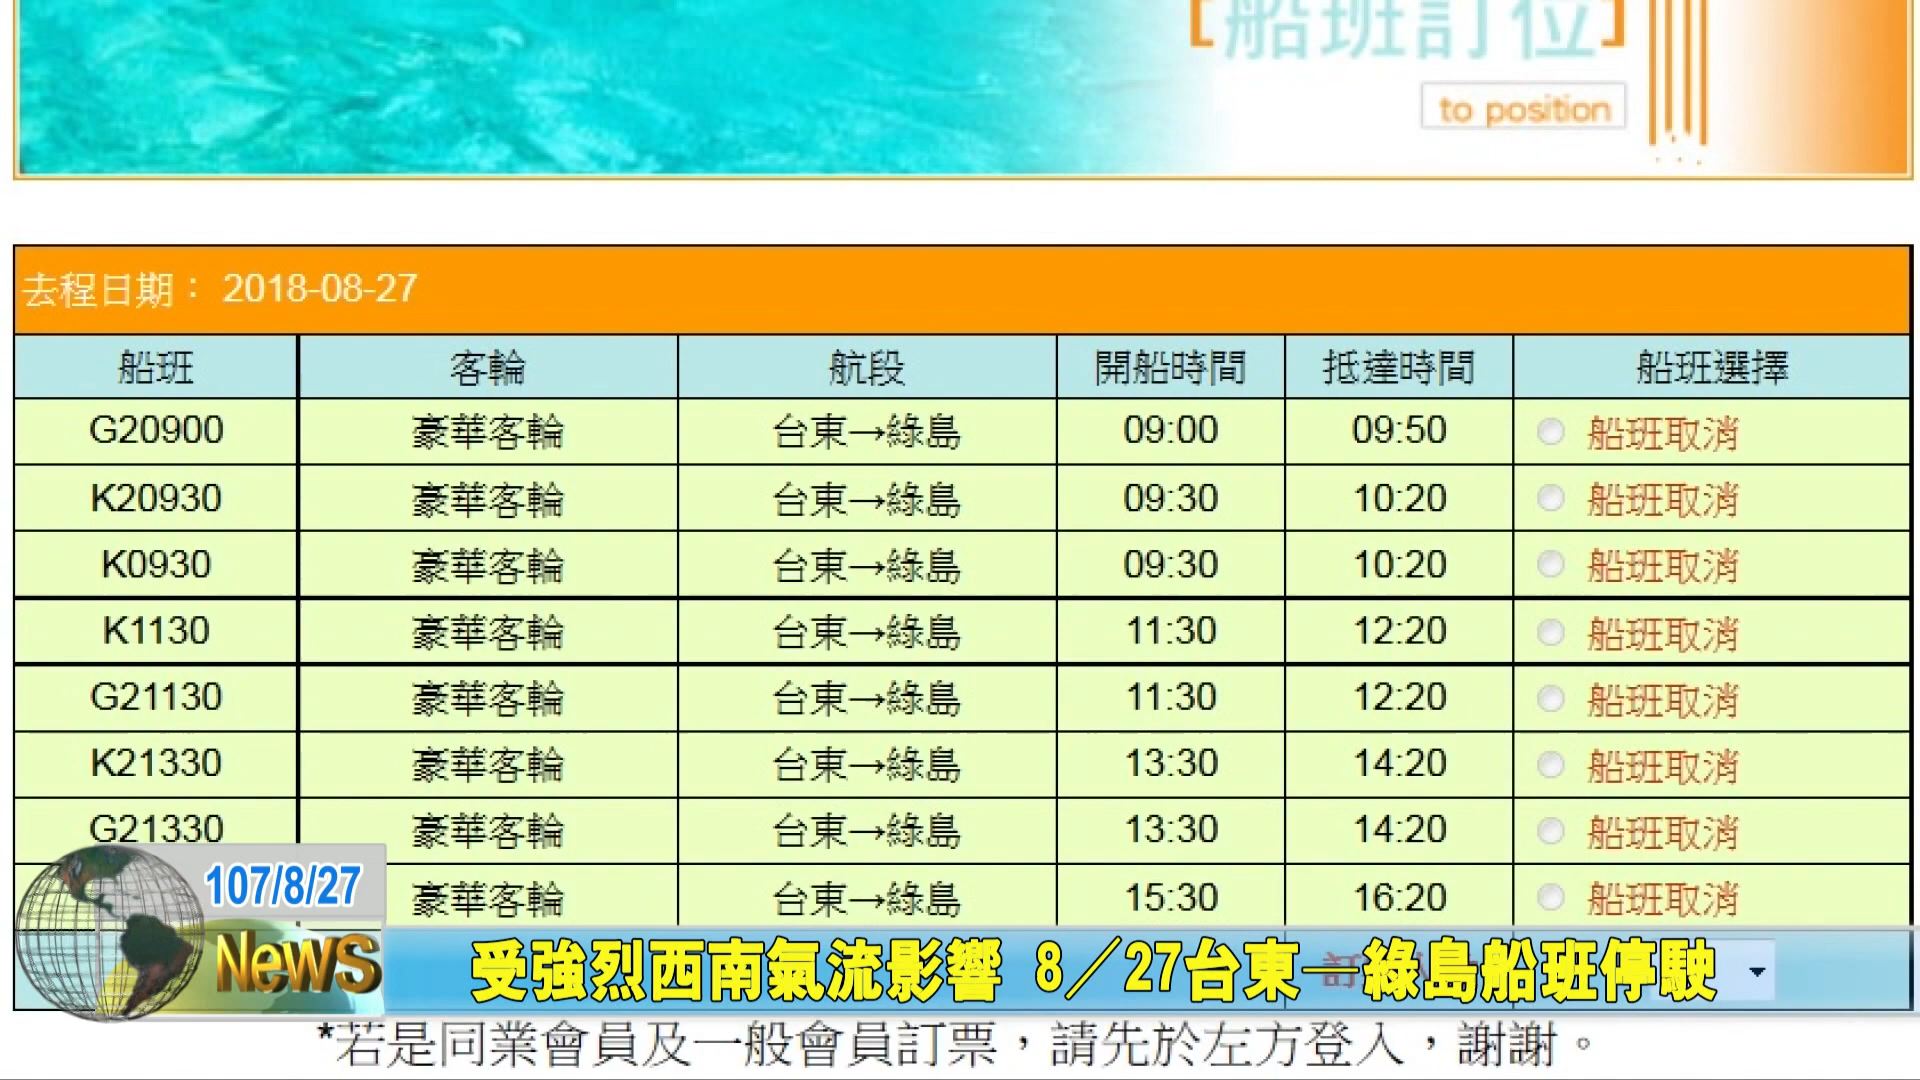 [船班訂位]
to position
去程日期： 2018-08-27
船班 客輪 航段 開船時間 抵達時間 船班選擇
G20900 豪華客輪 台東→綠島 09:00 09:50 船班取消
K20930 豪華客輪 台東→綠島 09:30 10:20 船班取消
K0930 豪華客輪 台東→綠島 09:30 10:20 船班取消
K1130 豪華客輪 台東→綠島 11:30 12:20 船班取消
G21130 豪華客輪 台東→綠島 11:30 12:20 船班取消
K21330 豪華客輪 台東→綠島 13:30 14:20 船班取消
G21330 豪華客輪 台東→綠島 13:30 14:20 船班取消
豪華客輪 台東→綠島 15:30 16:20 船班取消
107/8/27
News
受強烈西南氣流影響 8／27台東─綠島船班停駛
*若是同業會員及一般會員訂票，請先於左方登入，謝謝。